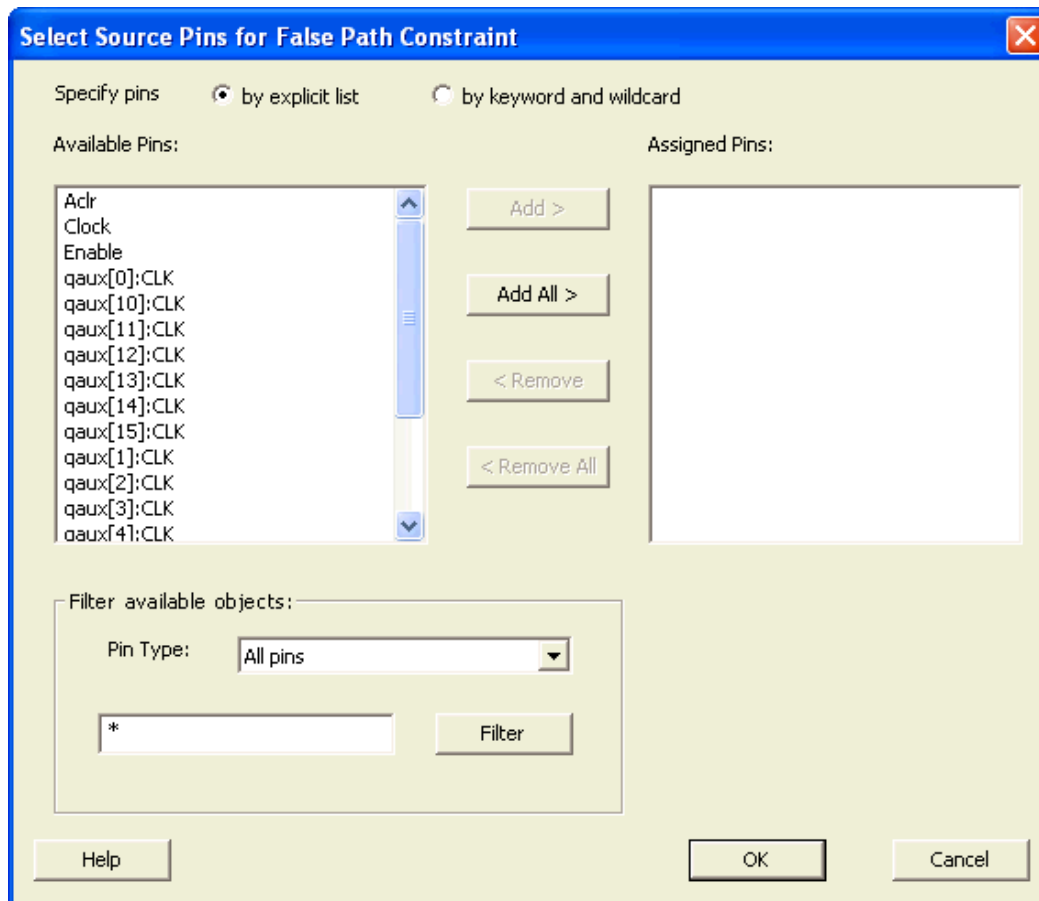 Select Source Pins for False Path Constraint
Specify pins by explicit list by keyword and wildcard
Available Pins: Assigned Pins:
Aclr
Clock
Enable
qaux[0]:CLK
qaux[10]:CLK
qaux[11]:CLK
qaux[12]:CLK
qaux[13]:CLK
qaux[14]:CLK
qaux[15]:CLK
qaux[1]:CLK
qaux[2]:CLK
qaux[3]:CLK
qaux[4]:CLK
Add >
Add All >
< Remove
< Remove All
Filter available objects:
Pin Type: All pins
* Filter
Help OK Cancel